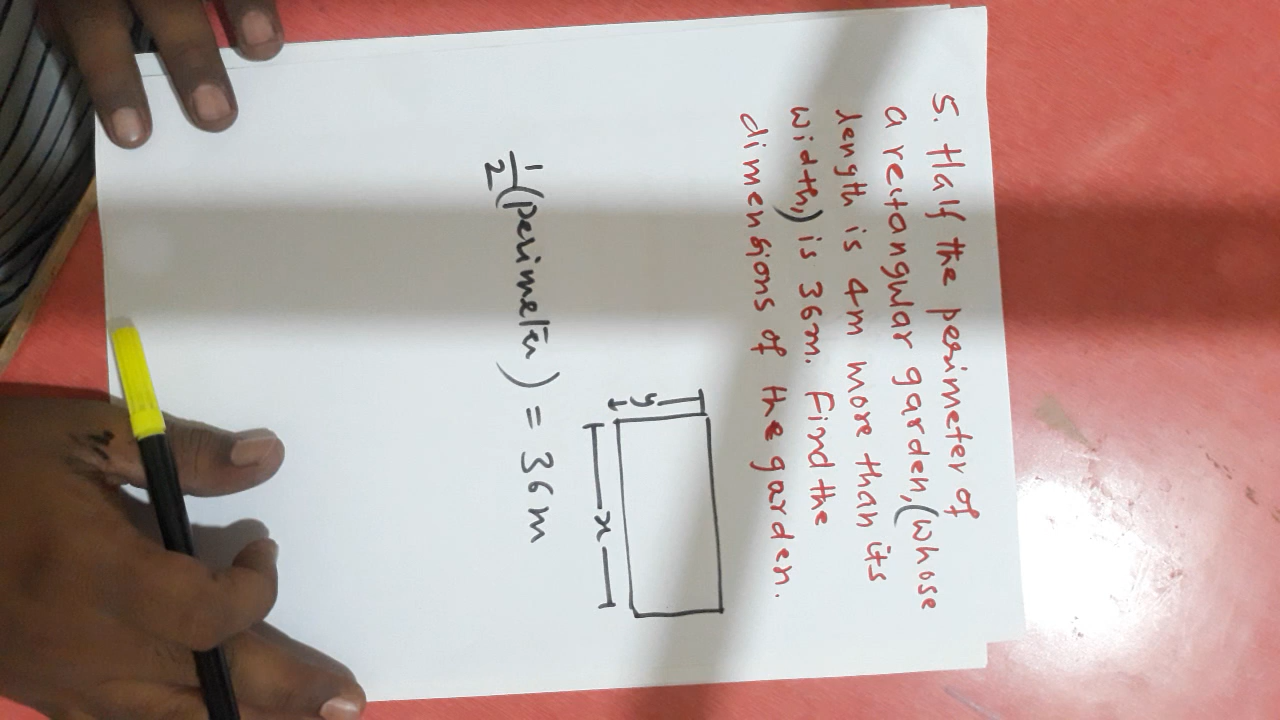 5. Half the perimeter of
a rectangular garden, (whose
length is 4m more than its
width,) is 36m. Find the
dimensions of the garden.
y
x
1/2 (perimeter) = 36m